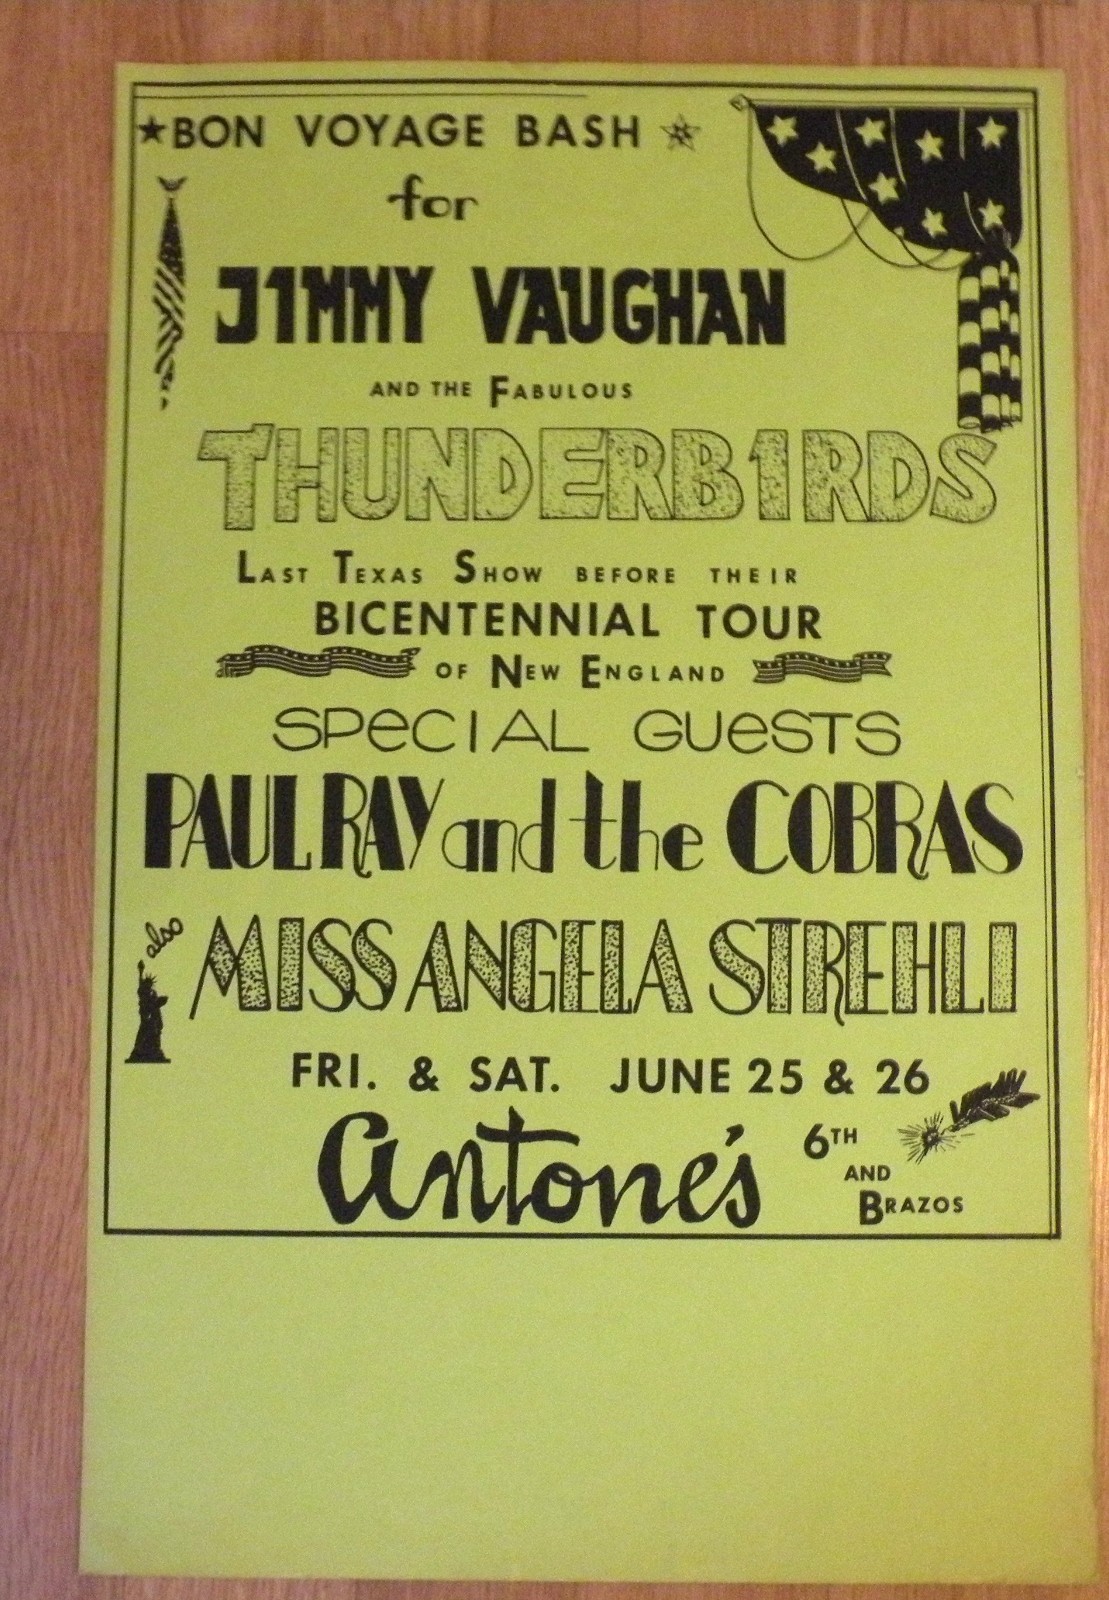 ★BON VOYAGE BASH ☆
for
J1MMY VAUGHAN
AND THE FABULOUS
THUNDERB1RDS
LAST TEXAS SHOW BEFORE THEIR
BICENTENNIAL TOUR
OF NEW ENGLAND
SPeCIAL GUeSTS
PAUL RAY and the COBRAS
also
MISS ANGELA STREHLI
FRI. & SAT. JUNE 25 & 26
antone's
6TH
AND
BRAZOS